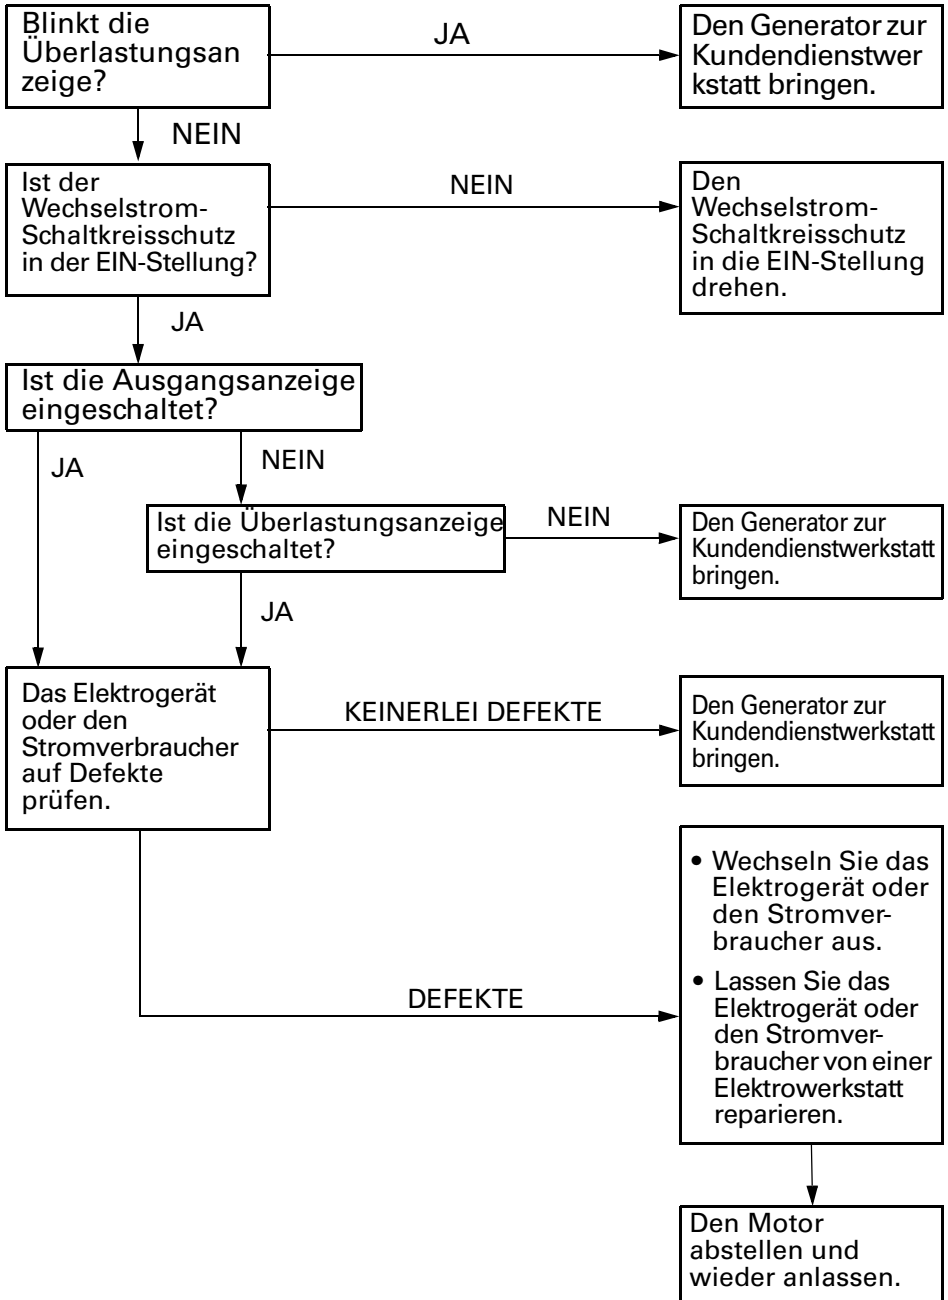 Blinkt die
Überlastungsan
zeige?
JA
Den Generator zur
Kundendienstwer
kstatt bringen.
NEIN
Ist der
Wechselstrom-
Schaltkreisschutz
in der EIN-Stellung?
NEIN
Den
Wechselstrom-
Schaltkreisschutz
in die EIN-Stellung
drehen.
JA
Ist die Ausgangsanzeige
eingeschaltet?
JA
NEIN
Ist die Überlastungsanzeige
eingeschaltet?
NEIN
Den Generator zur
Kundendienstwerkstatt
bringen.
JA
Das Elektrogerät
oder den
Stromverbraucher
auf Defekte
prüfen.
KEINERLEI DEFEKTE
Den Generator zur
Kundendienstwerkstatt
bringen.
DEFEKTE
• Wechseln Sie das
Elektrogerät oder
den Stromver-
braucher aus.
• Lassen Sie das
Elektrogerät oder
den Stromver-
braucher von einer
Elektrowerkstatt
reparieren.
Den Motor
abstellen und
wieder anlassen.